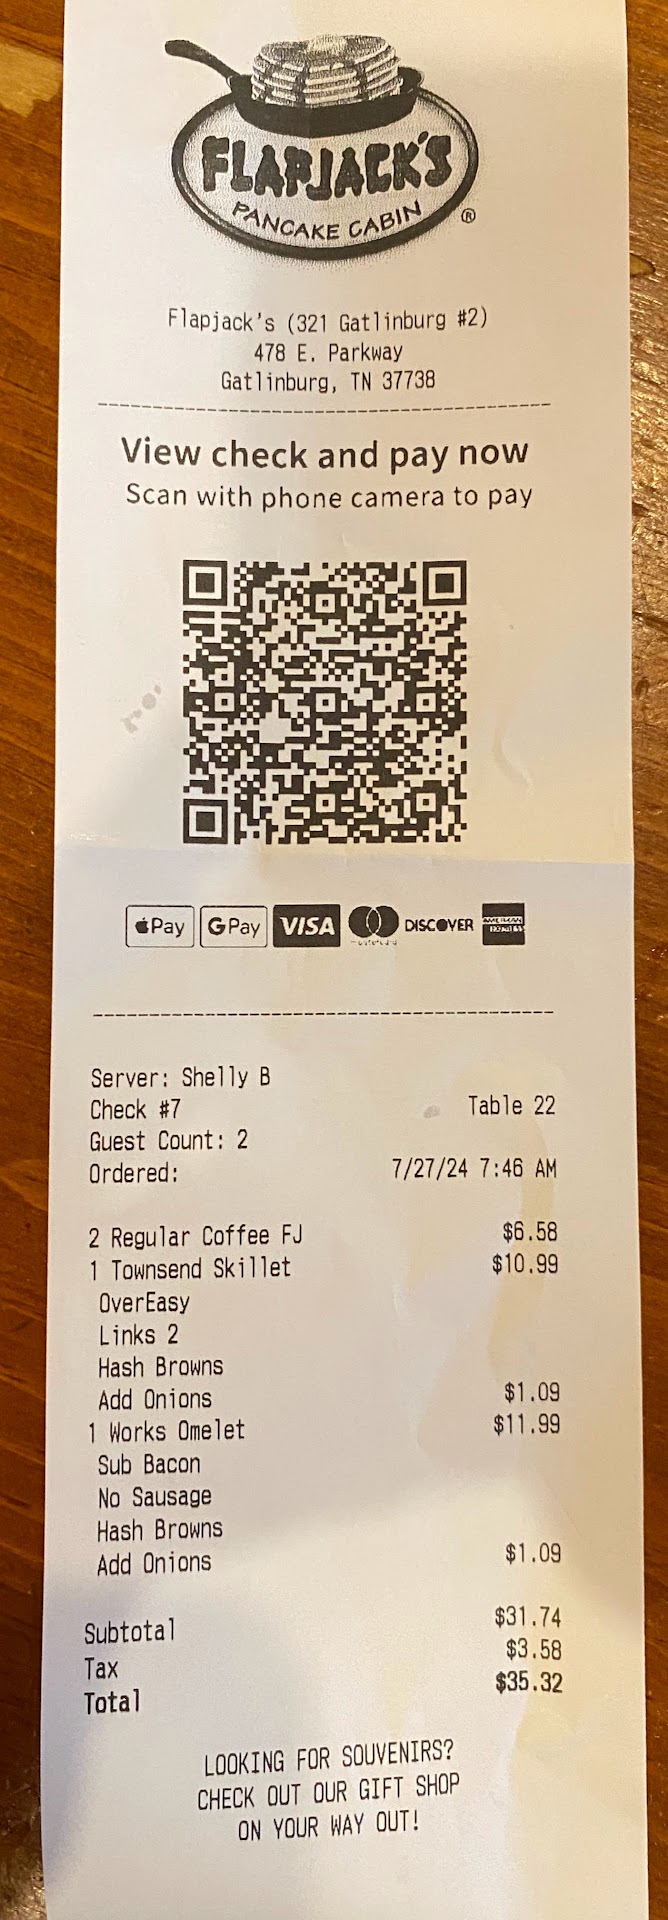 FLAPJACK'S
PANCAKE CABIN ®
Flapjack's (321 Gatlinburg #2)
478 E. Parkway
Gatlinburg, TN 37738
View check and pay now
Scan with phone camera to pay
Pay GPay VISA mastercard DISCOVER AMERICAN EXPRESS
Server: Shelly B
Check #7 Table 22
Guest Count: 2
Ordered: 7/27/24 7:46 AM
2 Regular Coffee FJ $6.58
1 Townsend Skillet $10.99
OverEasy
Links 2
Hash Browns
Add Onions $1.09
1 Works Omelet $11.99
Sub Bacon
No Sausage
Hash Browns
Add Onions $1.09
Subtotal $31.74
Tax $3.58
Total $35.32
LOOKING FOR SOUVENIRS?
CHECK OUT OUR GIFT SHOP
ON YOUR WAY OUT!